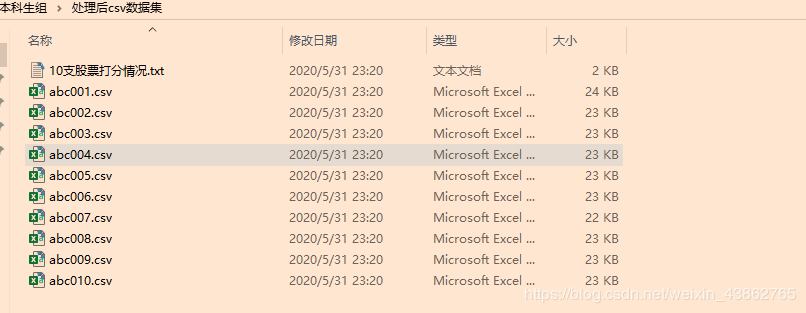 本科生组 › 处理后csv数据集
名称 修改日期 类型 大小
10支股票打分情况.txt 2020/5/31 23:20 文本文档 2 KB
abc001.csv 2020/5/31 23:20 Microsoft Excel ... 24 KB
abc002.csv 2020/5/31 23:20 Microsoft Excel ... 23 KB
abc003.csv 2020/5/31 23:20 Microsoft Excel ... 23 KB
abc004.csv 2020/5/31 23:20 Microsoft Excel ... 23 KB
abc005.csv 2020/5/31 23:20 Microsoft Excel ... 23 KB
abc006.csv 2020/5/31 23:20 Microsoft Excel ... 23 KB
abc007.csv 2020/5/31 23:20 Microsoft Excel ... 22 KB
abc008.csv 2020/5/31 23:20 Microsoft Excel ... 23 KB
abc009.csv 2020/5/31 23:20 Microsoft Excel ... 23 KB
abc010.csv 2020/5/31 23:20 Microsoft Excel ... 23 KB
https://blog.csdn.net/weixin_43862765